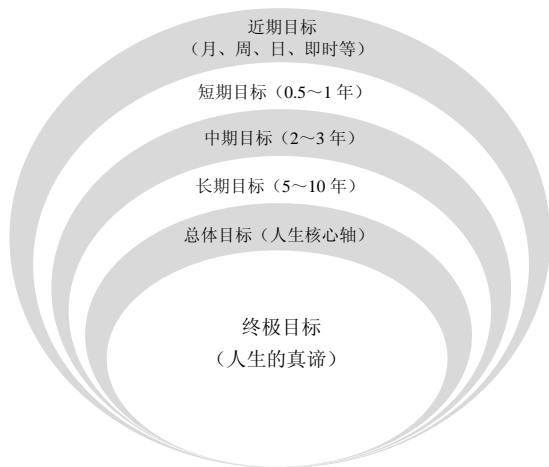 近期目标
（月、周、日、即时等）
短期目标（0.5～1 年）
中期目标（2～3 年）
长期目标（5～10 年）
总体目标（人生核心轴）
终极目标
（人生的真谛）